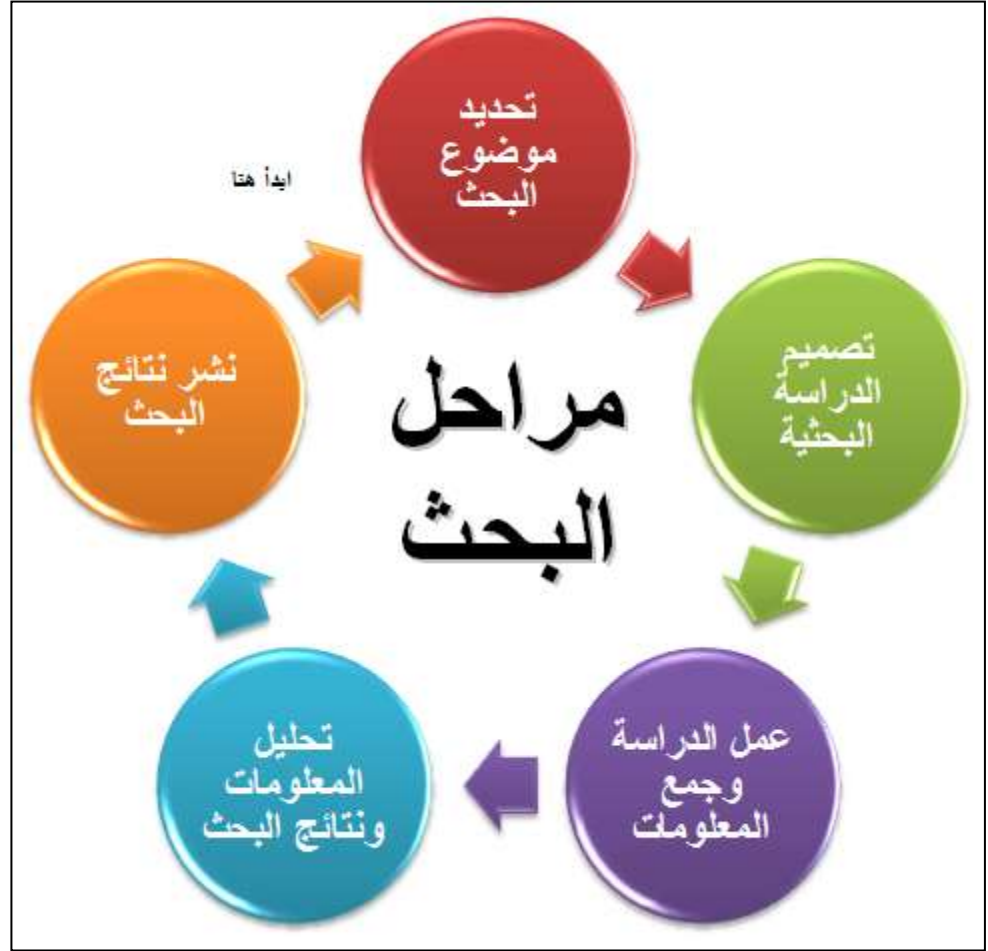 ابدأ هنا
تحديد
موضوع
البحث
تصميم
الدراسة
البحثية
عمل الدراسة
وجمع
المعلومات
تحليل
المعلومات
ونتائج البحث
نشر نتائج
البحث
مراحل
البحث